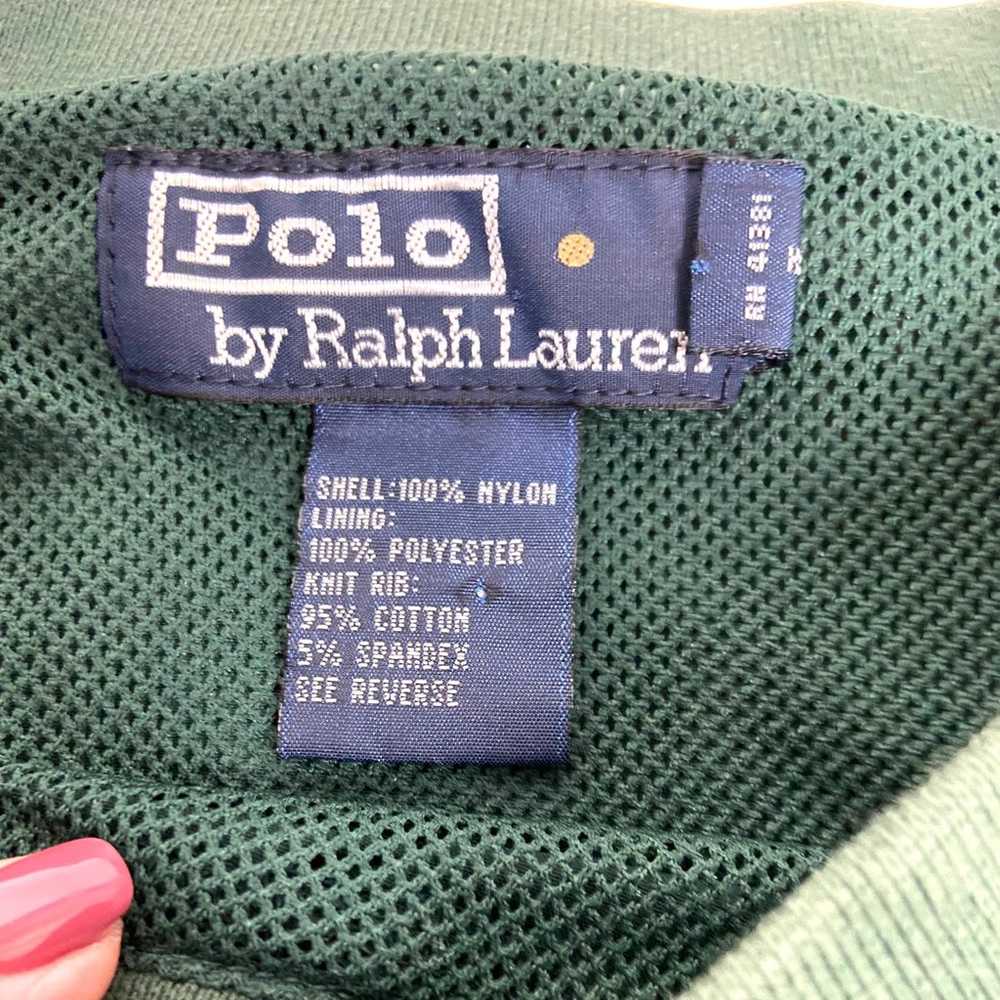 Polo
by Ralph Lauren
RN 41381
SHELL:100% NYLON
LINING:
100% POLYESTER
KNIT RIB:
95% COTTON
5% SPANDEX
SEE REVERSE